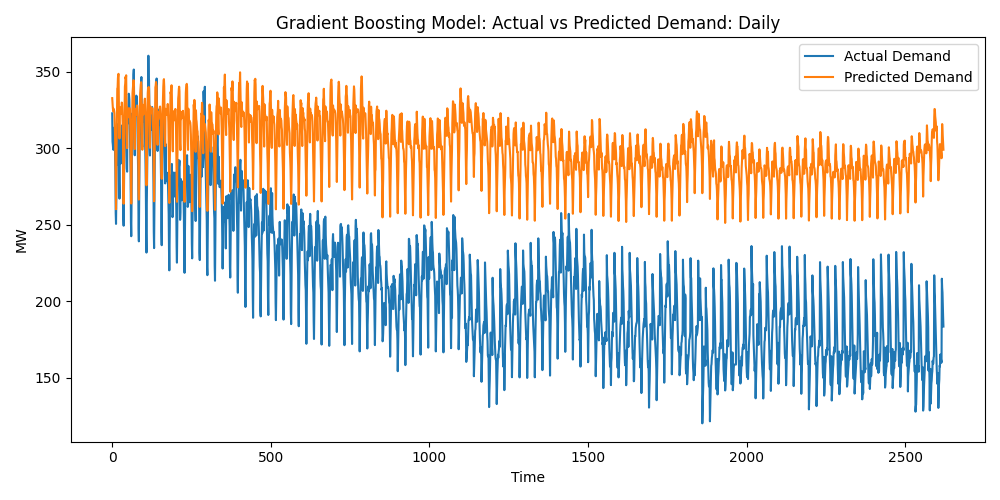 Gradient Boosting Model: Actual vs Predicted Demand: Daily
Actual Demand
Predicted Demand
MW
350
300
250
200
150
0
500
1000
1500
2000
2500
Time